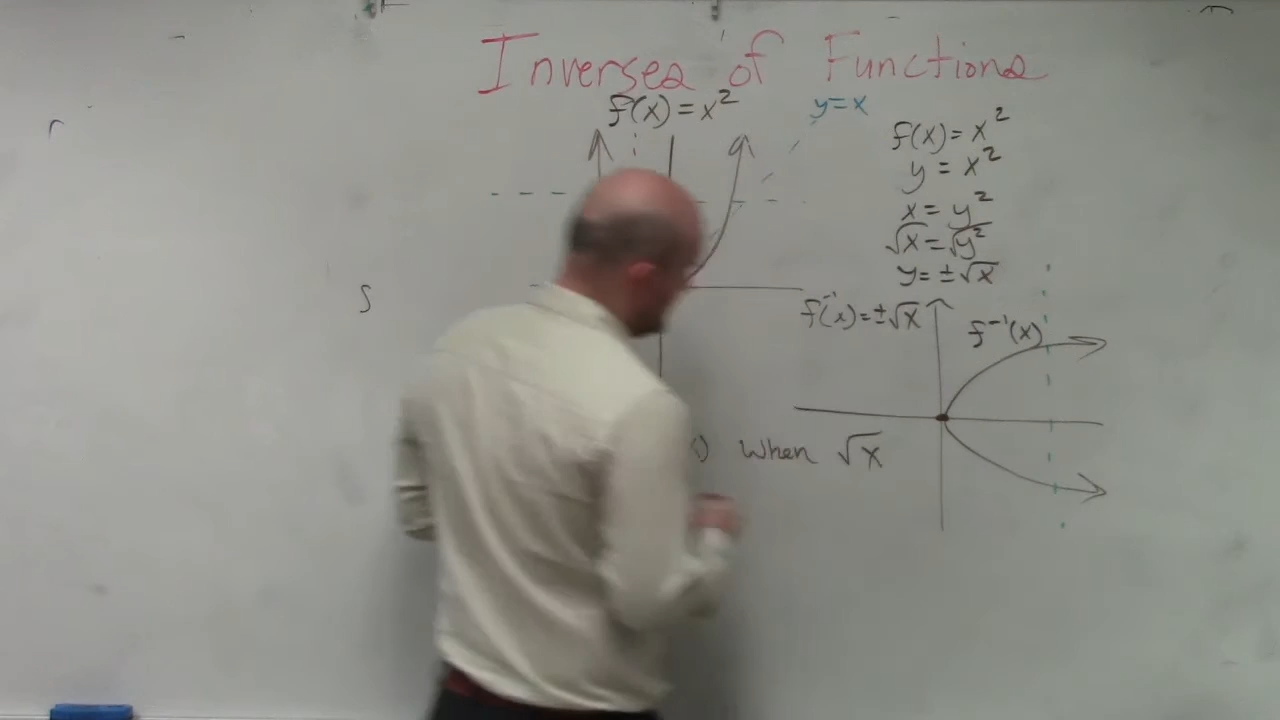 Inverses of Functions
f(x) = x²
y=x
f(x) = x²
y = x²
x = y²
√x = √y²
y = ±√x
f⁻¹(x) = ±√x
f⁻¹(x)
When √x